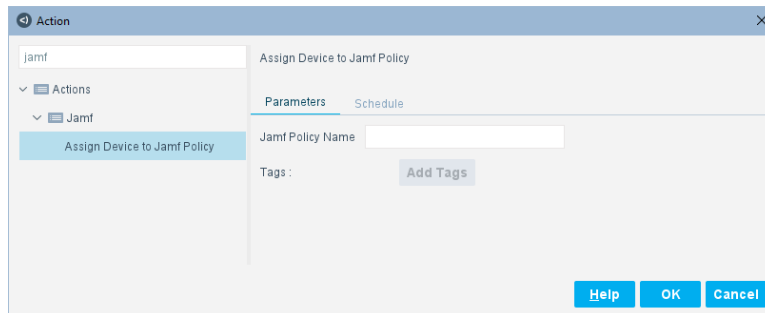 Action
jamf
Assign Device to Jamf Policy
Actions
Parameters Schedule
Jamf
Jamf Policy Name
Assign Device to Jamf Policy
Tags : Add Tags
Help OK Cancel